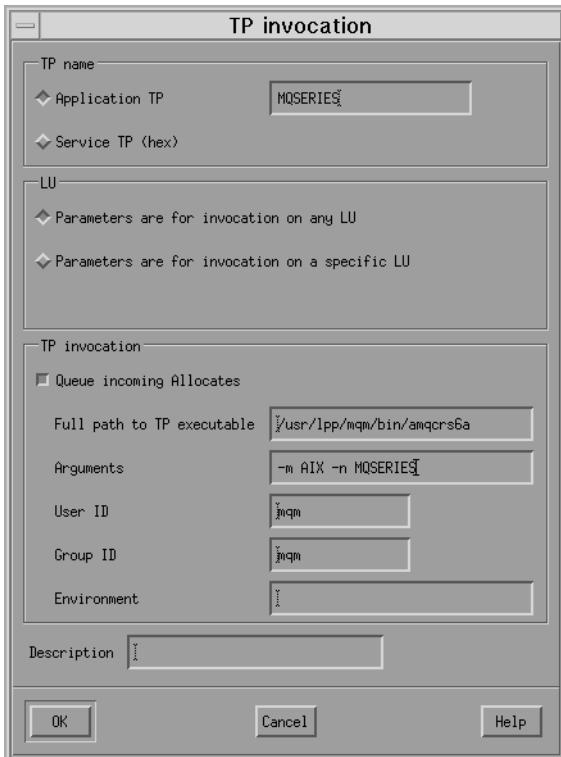 TP invocation
TP name
Application TP MQSERIES
Service TP (hex)
LU
Parameters are for invocation on any LU
Parameters are for invocation on a specific LU
TP invocation
Queue incoming Allocates
Full path to TP executable /usr/lpp/mqm/bin/amqcrs6a
Arguments -m AIX -n MQSERIES
User ID mqm
Group ID mqm
Environment
Description
OK Cancel Help